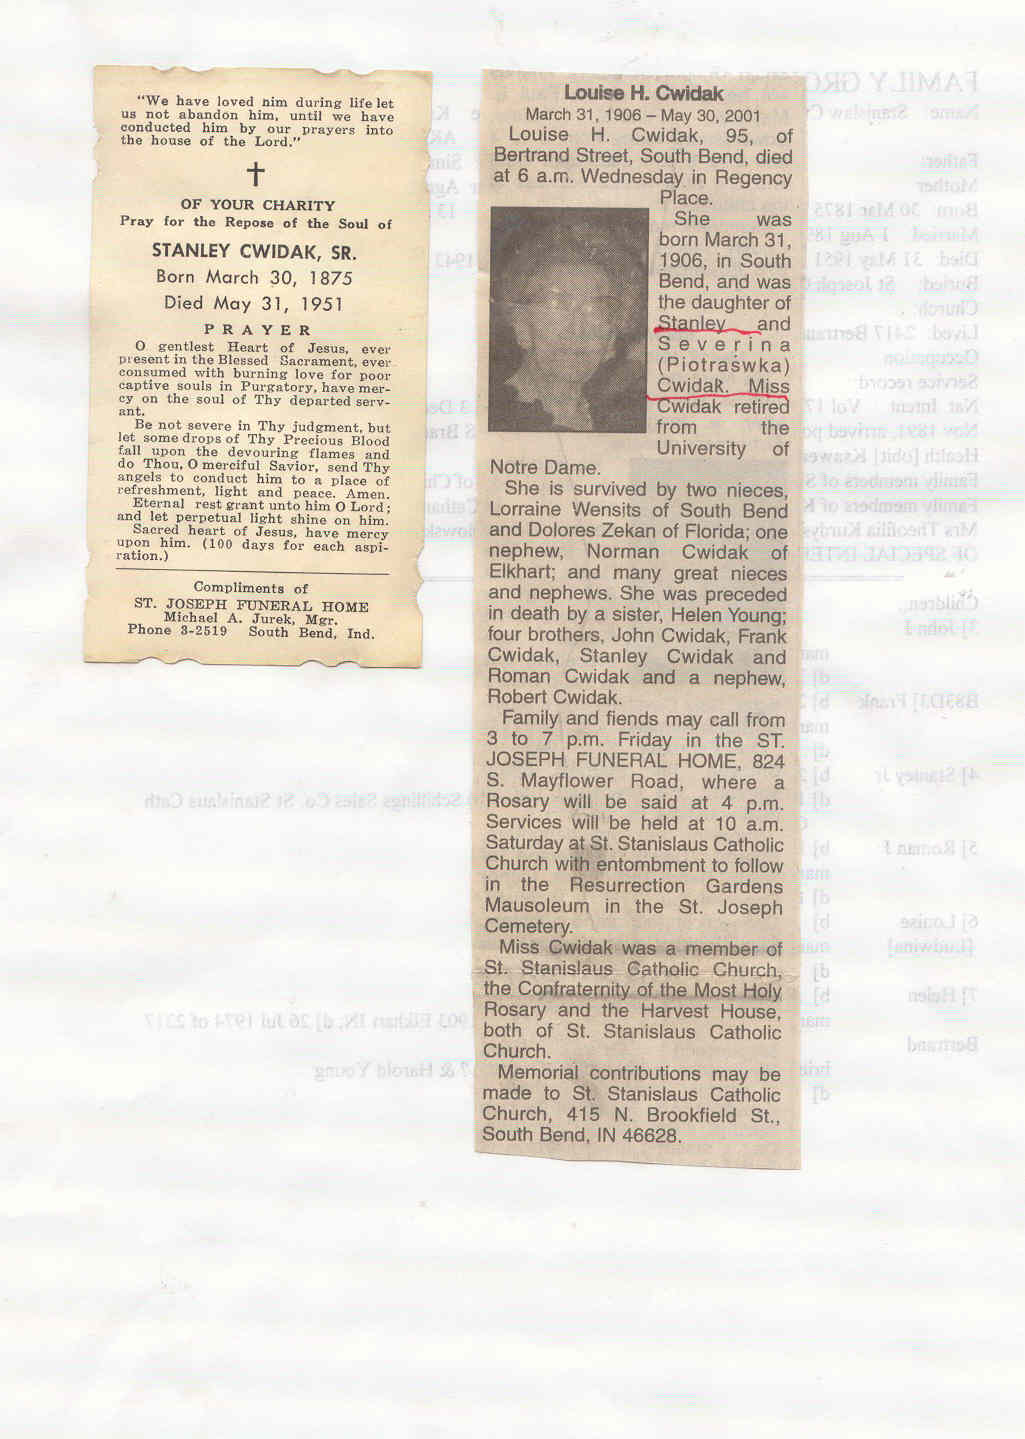 "We have loved him during life let
us not abandon him, until we have
conducted him by our prayers into
the house of the Lord."
OF YOUR CHARITY
Pray for the Repose of the Soul of
STANLEY CWIDAK, SR.
Born March 30, 1875
Died May 31, 1951
PRAYER
O gentlest Heart of Jesus, ever
present in the Blessed Sacrament, ever
consumed with burning love for poor
captive souls in Purgatory, have mer-
cy on the soul of Thy departed serv-
ant.
Be not severe in Thy judgment, but
let some drops of Thy Precious Blood
fall upon the devouring flames and
do Thou, O merciful Savior, send Thy
angels to conduct him to a place of
refreshment, light and peace. Amen.
Eternal rest grant unto him O Lord;
and let perpetual light shine on him.
Sacred heart of Jesus, have mercy
upon him. (100 days for each aspi-
ration.)
Compliments of
ST. JOSEPH FUNERAL HOME
Michael A. Jurek, Mgr.
Phone 3-2519 South Bend, Ind.
Louise H. Cwidak
March 31, 1906 – May 30, 2001
Louise H. Cwidak, 95, of
Bertrand Street, South Bend, died
at 6 a.m. Wednesday in Regency
Place.
She was
born March 31,
1906, in South
Bend, and was
the daughter of
Stanley and
Severina
(Piotraswka)
Cwidak. Miss
Cwidak retired
from the
University of
Notre Dame.
She is survived by two nieces,
Lorraine Wensits of South Bend
and Dolores Zekan of Florida; one
nephew, Norman Cwidak of
Elkhart; and many great nieces
and nephews. She was preceded
in death by a sister, Helen Young;
four brothers, John Cwidak, Frank
Cwidak, Stanley Cwidak and
Roman Cwidak and a nephew,
Robert Cwidak.
Family and fiends may call from
3 to 7 p.m. Friday in the ST.
JOSEPH FUNERAL HOME, 824
S. Mayflower Road, where a
Rosary will be said at 4 p.m.
Services will be held at 10 a.m.
Saturday at St. Stanislaus Catholic
Church with entombment to follow
in the Resurrection Gardens
Mausoleum in the St. Joseph
Cemetery.
Miss Cwidak was a member of
St. Stanislaus Catholic Church,
the Confraternity of the Most Holy
Rosary and the Harvest House,
both of St. Stanislaus Catholic
Church.
Memorial contributions may be
made to St. Stanislaus Catholic
Church, 415 N. Brookfield St.,
South Bend, IN 46628.